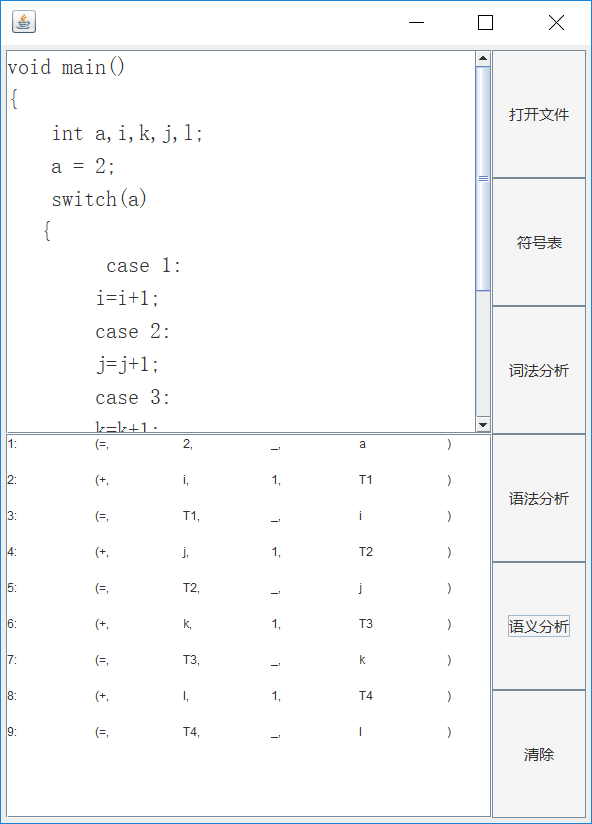 void main()
{
int a,i,k,j,l;
a = 2;
switch(a)
{
case 1:
i=i+1;
case 2:
j=j+1;
case 3:
k=k+1;
1: (=, 2, _, a )
2: (+, i, 1, T1 )
3: (=, T1, _, i )
4: (+, j, 1, T2 )
5: (=, T2, _, j )
6: (+, k, 1, T3 )
7: (=, T3, _, k )
8: (+, l, 1, T4 )
9: (=, T4, _, l )
打开文件
符号表
词法分析
语法分析
语义分析
清除